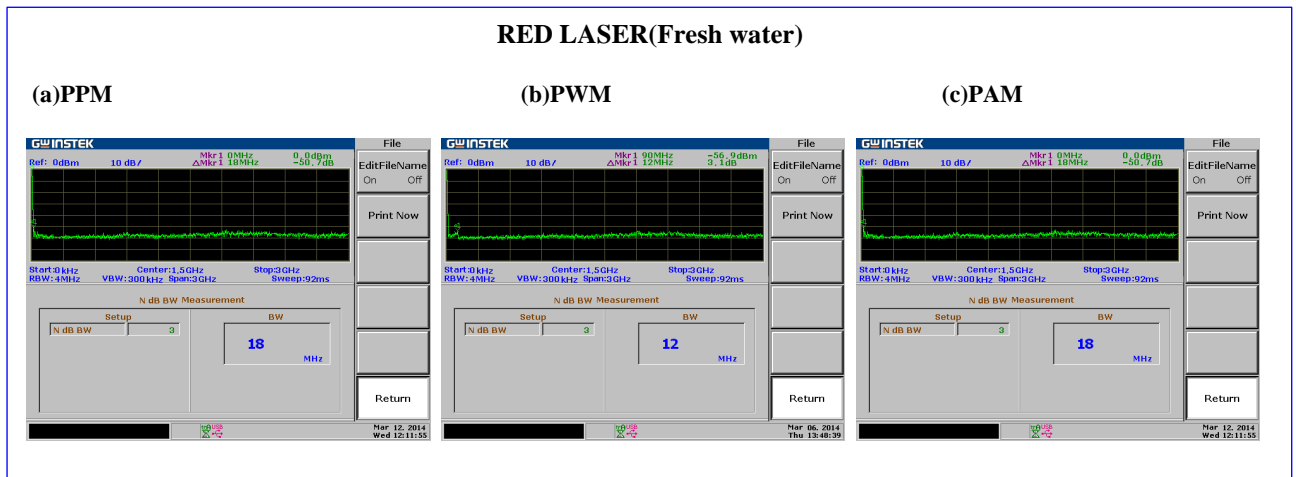 RED LASER(Fresh water)
(a)PPM
(b)PWM
(c)PAM
GWINSTEK
File
Ref: 0dBm 10 dB/ Mkr1 0MHz 0.0dBm
ΔMkr1 18MHz -50.7dB
EditFileName
On Off
Print Now
Start:0kHz Center:1.5GHz Stop:3GHz
RBW:4MHz VBW:300kHz Span:3GHz Sweep:92ms
N dB BW Measurement
Setup BW
N dB BW 3
18
MHz
Return
USB
Mar 12. 2014
Wed 12:11:55
GWINSTEK
File
Ref: 0dBm 10 dB/ Mkr1 90MHz -56.9dBm
ΔMkr1 12MHz 3.1dB
EditFileName
On Off
Print Now
Start:0kHz Center:1.5GHz Stop:3GHz
RBW:4MHz VBW:300kHz Span:3GHz Sweep:92ms
N dB BW Measurement
Setup BW
N dB BW 3
12
MHz
Return
USB
Mar 06. 2014
Thu 13:48:39
GWINSTEK
File
Ref: 0dBm 10 dB/ Mkr1 0MHz 0.0dBm
ΔMkr1 18MHz -50.7dB
EditFileName
On Off
Print Now
Start:0kHz Center:1.5GHz Stop:3GHz
RBW:4MHz VBW:300kHz Span:3GHz Sweep:92ms
N dB BW Measurement
Setup BW
N dB BW 3
18
MHz
Return
USB
Mar 12. 2014
Wed 12:11:55